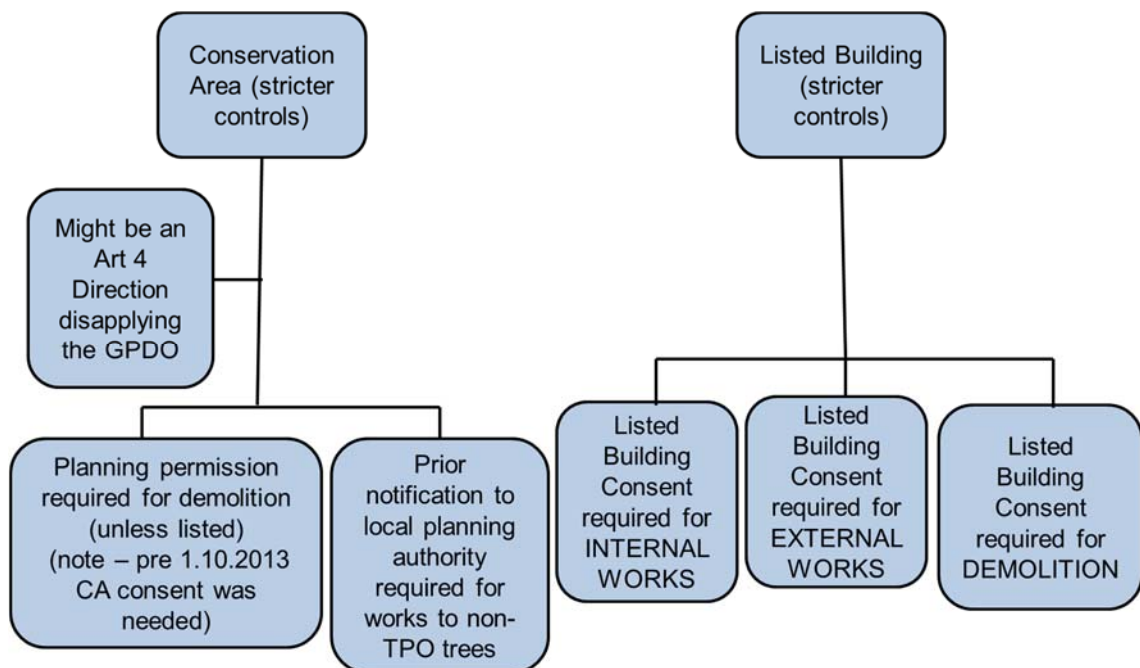 Conservation
Area (stricter
controls)
Listed Building
(stricter
controls)
Might be an
Art 4
Direction
disapplying
the GPDO
Planning permission
required for demolition
(unless listed)
(note – pre 1.10.2013
CA consent was
needed)
Prior
notification to
local planning
authority
required for
works to non-
TPO trees
Listed
Building
Consent
required for
INTERNAL
WORKS
Listed
Building
Consent
required for
EXTERNAL
WORKS
Listed
Building
Consent
required for
DEMOLITION